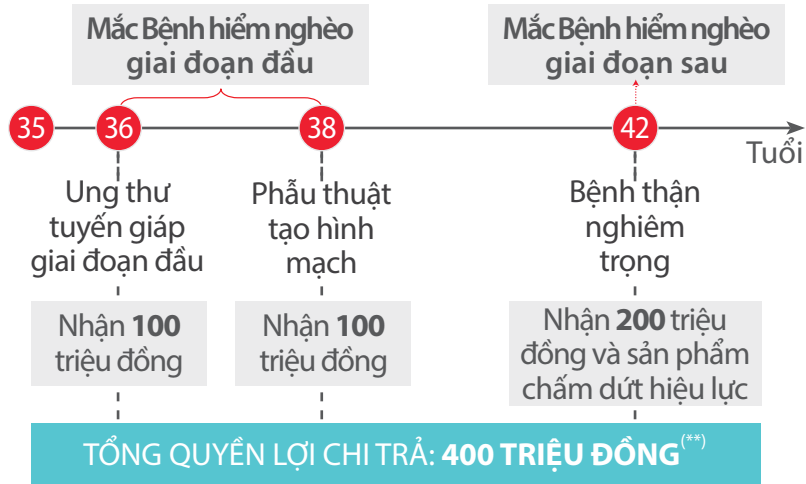 Mắc Bệnh hiểm nghèo
giai đoạn đầu
Mắc Bệnh hiểm nghèo
giai đoạn sau
35
36
38
42
Tuổi
Ung thư
tuyến giáp
giai đoạn đầu
Phẫu thuật
tạo hình
mạch
Bệnh thận
nghiêm
trọng
Nhận 100
triệu đồng
Nhận 100
triệu đồng
Nhận 200 triệu
đồng và sản phẩm
chấm dứt hiệu lực
TỔNG QUYỀN LỢI CHI TRẢ: 400 TRIỆU ĐỒNG(**)